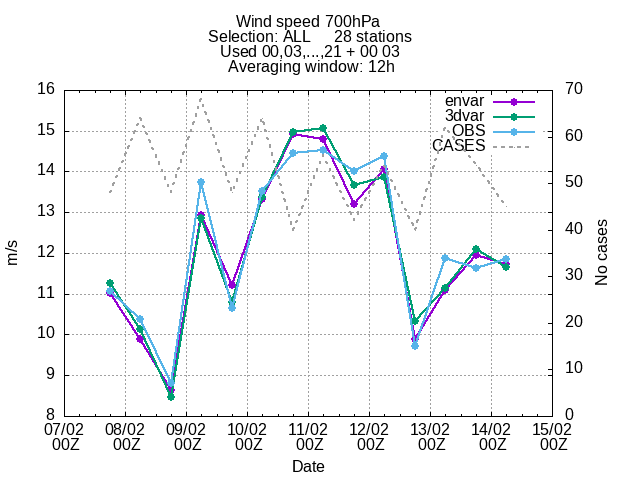 Wind speed 700hPa
Selection: ALL 28 stations
Used 00,03,...,21 + 00 03
Averaging window: 12h
envar
3dvar
OBS
CASES
16
15
14
13
12
11
10
9
8
m/s
70
60
50
40
30
20
10
0
No cases
07/02 08/02 09/02 10/02 11/02 12/02 13/02 14/02 15/02
00Z 00Z 00Z 00Z 00Z 00Z 00Z 00Z 00Z
Date